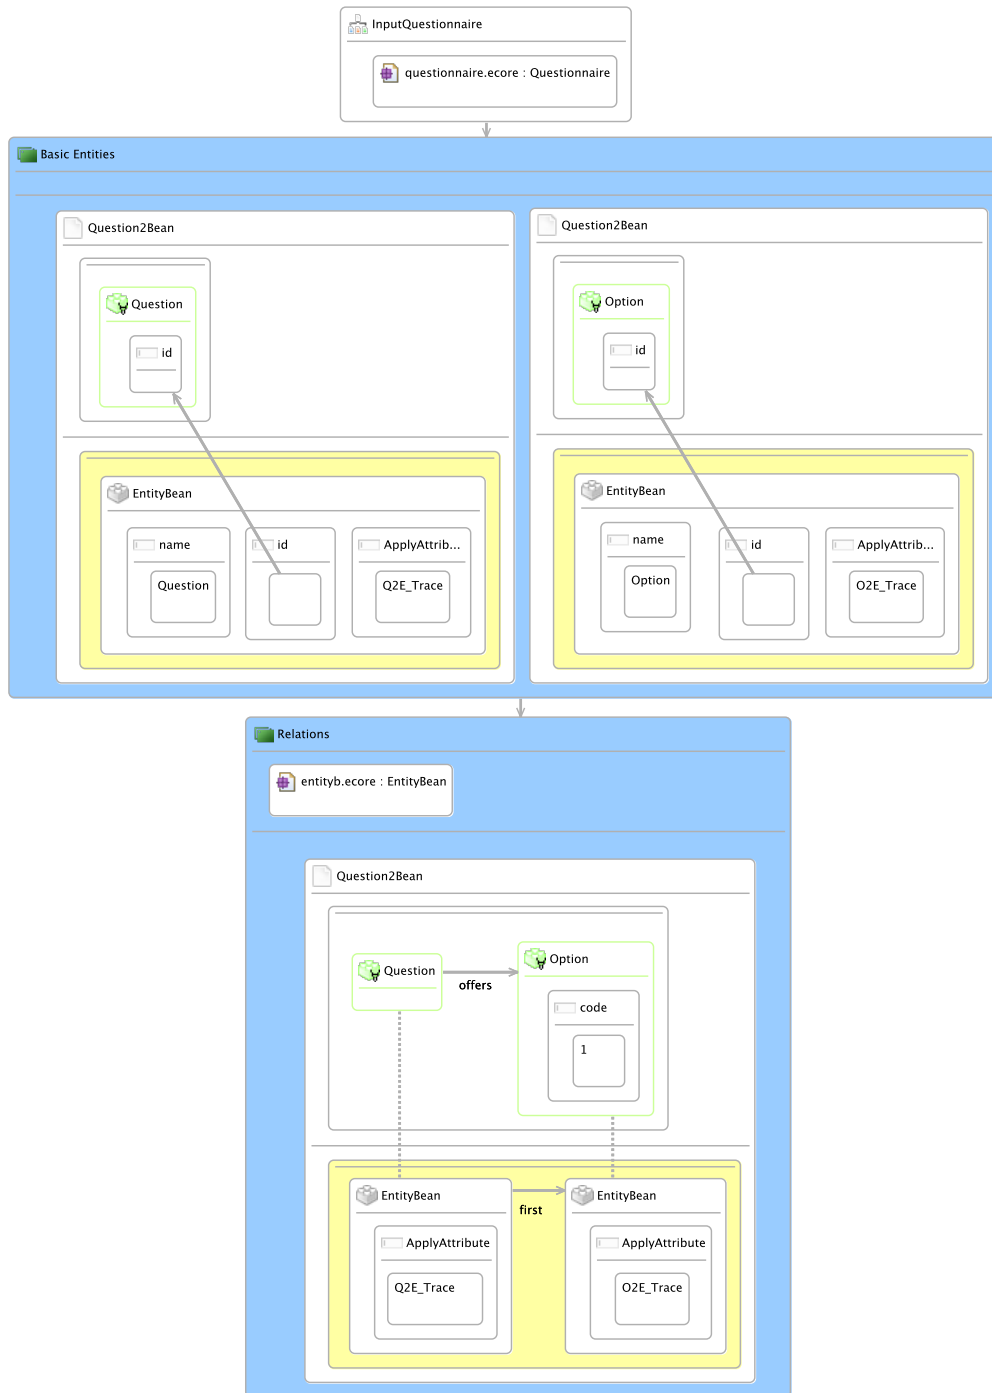 InputQuestionnaire
questionnaire.ecore : Questionnaire
Basic Entities
Question2Bean
Question
id
EntityBean
name
id
ApplyAttrib...
Question
Q2E_Trace
Question2Bean
Option
id
EntityBean
name
id
ApplyAttrib...
Option
O2E_Trace
Relations
entityb.ecore : EntityBean
Question2Bean
Question
offers
Option
code
1
EntityBean
first
EntityBean
ApplyAttribute
ApplyAttribute
Q2E_Trace
O2E_Trace